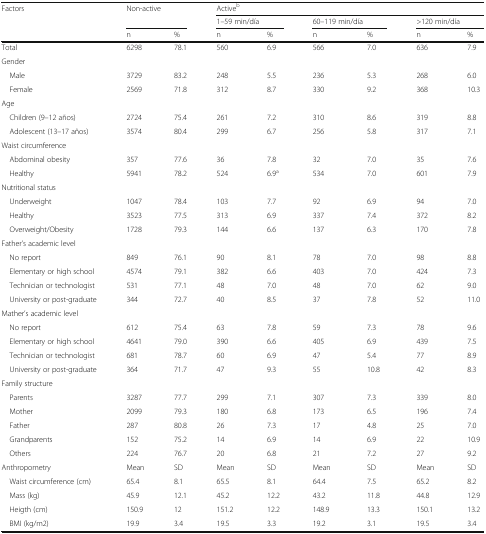 Factors Non-active Active^b
1–59 min/día 60–119 min/día >120 min/día
n % n % n % n %
Total 6298 78.1 560 6.9 566 7.0 636 7.9
Gender
Male 3729 83.2 248 5.5 236 5.3 268 6.0
Female 2569 71.8 312 8.7 330 9.2 368 10.3
Age
Children (9–12 años) 2724 75.4 261 7.2 310 8.6 319 8.8
Adolescent (13–17 años) 3574 80.4 299 6.7 256 5.8 317 7.1
Waist circumference
Abdominal obesity 357 77.6 36 7.8 32 7.0 35 7.6
Healthy 5941 78.2 524 6.9^a 534 7.0 601 7.9
Nutritional status
Underweight 1047 78.4 103 7.7 92 6.9 94 7.0
Healthy 3523 77.5 313 6.9 337 7.4 372 8.2
Overweight/Obesity 1728 79.3 144 6.6 137 6.3 170 7.8
Father's academic level
No report 849 76.1 90 8.1 78 7.0 98 8.8
Elementary or high school 4574 79.1 382 6.6 403 7.0 424 7.3
Technician or technologist 531 77.1 48 7.0 48 7.0 62 9.0
University or post-graduate 344 72.7 40 8.5 37 7.8 52 11.0
Mather's academic level
No report 612 75.4 63 7.8 59 7.3 78 9.6
Elementary or high school 4641 79.0 390 6.6 405 6.9 439 7.5
Technician or technologist 681 78.7 60 6.9 47 5.4 77 8.9
University or post-graduate 364 71.7 47 9.3 55 10.8 42 8.3
Family structure
Parents 3287 77.7 299 7.1 307 7.3 339 8.0
Mother 2099 79.3 180 6.8 173 6.5 196 7.4
Father 287 80.8 26 7.3 17 4.8 25 7.0
Grandparents 152 75.2 14 6.9 14 6.9 22 10.9
Others 224 76.7 20 6.8 21 7.2 27 9.2
Anthropometry Mean SD Mean SD Mean SD Mean SD
Waist circumference (cm) 65.4 8.1 65.5 8.1 64.4 7.5 65.2 8.2
Mass (kg) 45.9 12.1 45.2 12.2 43.2 11.8 44.8 12.9
Heigth (cm) 150.9 12 151.2 12.2 148.9 13.3 150.1 13.2
BMI (kg/m2) 19.9 3.4 19.5 3.3 19.2 3.1 19.5 3.4